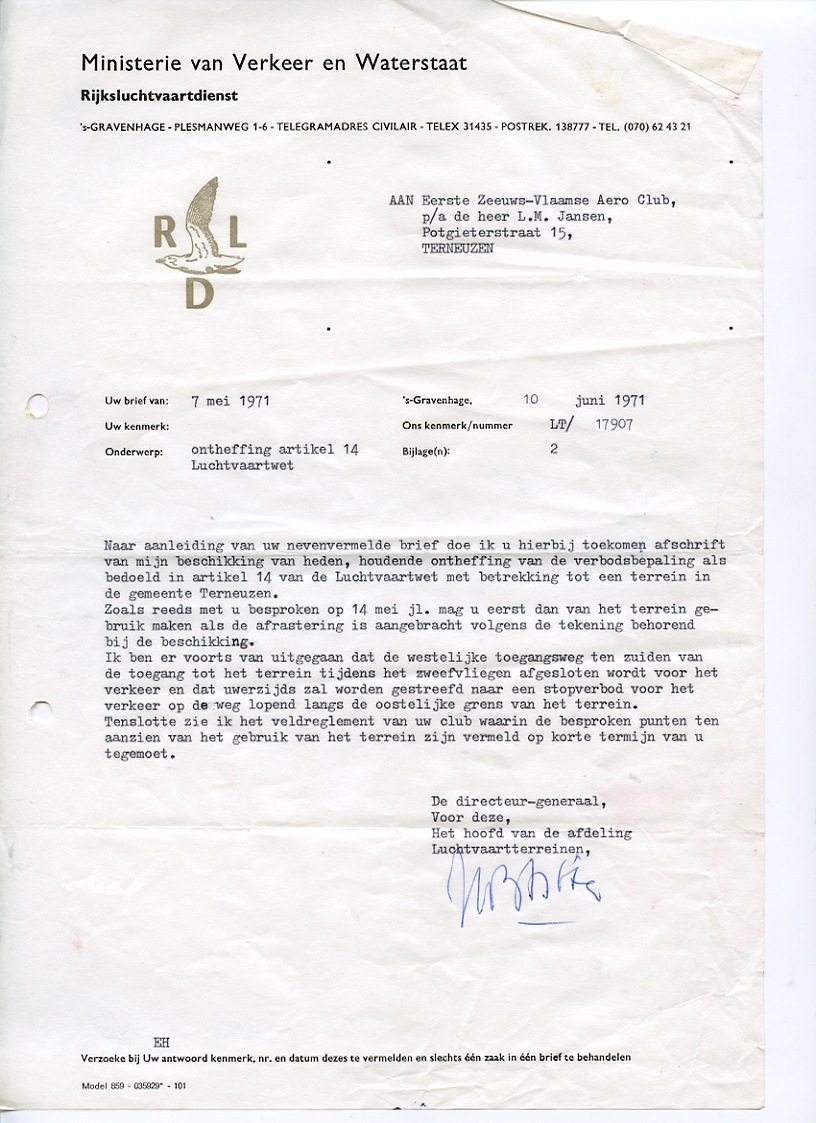 Ministerie van Verkeer en Waterstaat
Rijksluchtvaartdienst
's-GRAVENHAGE - PLESMANWEG 1-6 - TELEGRAMADRES CIVILAIR - TELEX 31435 - POSTREK. 138777 - TEL. (070) 62 43 21
R L
D
AAN Eerste Zeeuws-Vlaamse Aero Club,
p/a de heer L.M. Jansen,
Potgieterstraat 15,
TERNEUZEN
Uw brief van: 7 mei 1971
's-Gravenhage, 10 juni 1971
Uw kenmerk:
Ons kenmerk/nummer LT/ 17907
Onderwerp: ontheffing artikel 14
Luchtvaartwet
Bijlage(n): 2
Naar aanleiding van uw nevenvermelde brief doe ik u hierbij toekomen afschrift
van mijn beschikking van heden, houdende ontheffing van de verbodsbepaling als
bedoeld in artikel 14 van de Luchtvaartwet met betrekking tot een terrein in
de gemeente Terneuzen.
Zoals reeds met u besproken op 14 mei jl. mag u eerst dan van het terrein ge-
bruik maken als de afrastering is aangebracht volgens de tekening behorend
bij de beschikking.
Ik ben er voorts van uitgegaan dat de westelijke toegangsweg ten zuiden van
de toegang tot het terrein tijdens het zweefvliegen afgesloten wordt voor het
verkeer en dat uwerzijds zal worden gestreefd naar een stopverbod voor het
verkeer op de weg lopend langs de oostelijke grens van het terrein.
Tenslotte zie ik het veldreglement van uw club waarin de besproken punten ten
aanzien van het gebruik van het terrein zijn vermeld op korte termijn van u
tegemoet.
De directeur-generaal,
Voor deze,
Het hoofd van de afdeling
Luchtvaartterreinen,
EH
Verzoeke bij Uw antwoord kenmerk, nr. en datum dezes te vermelden en slechts één zaak in één brief te behandelen
Model 859 - 035929* - 101